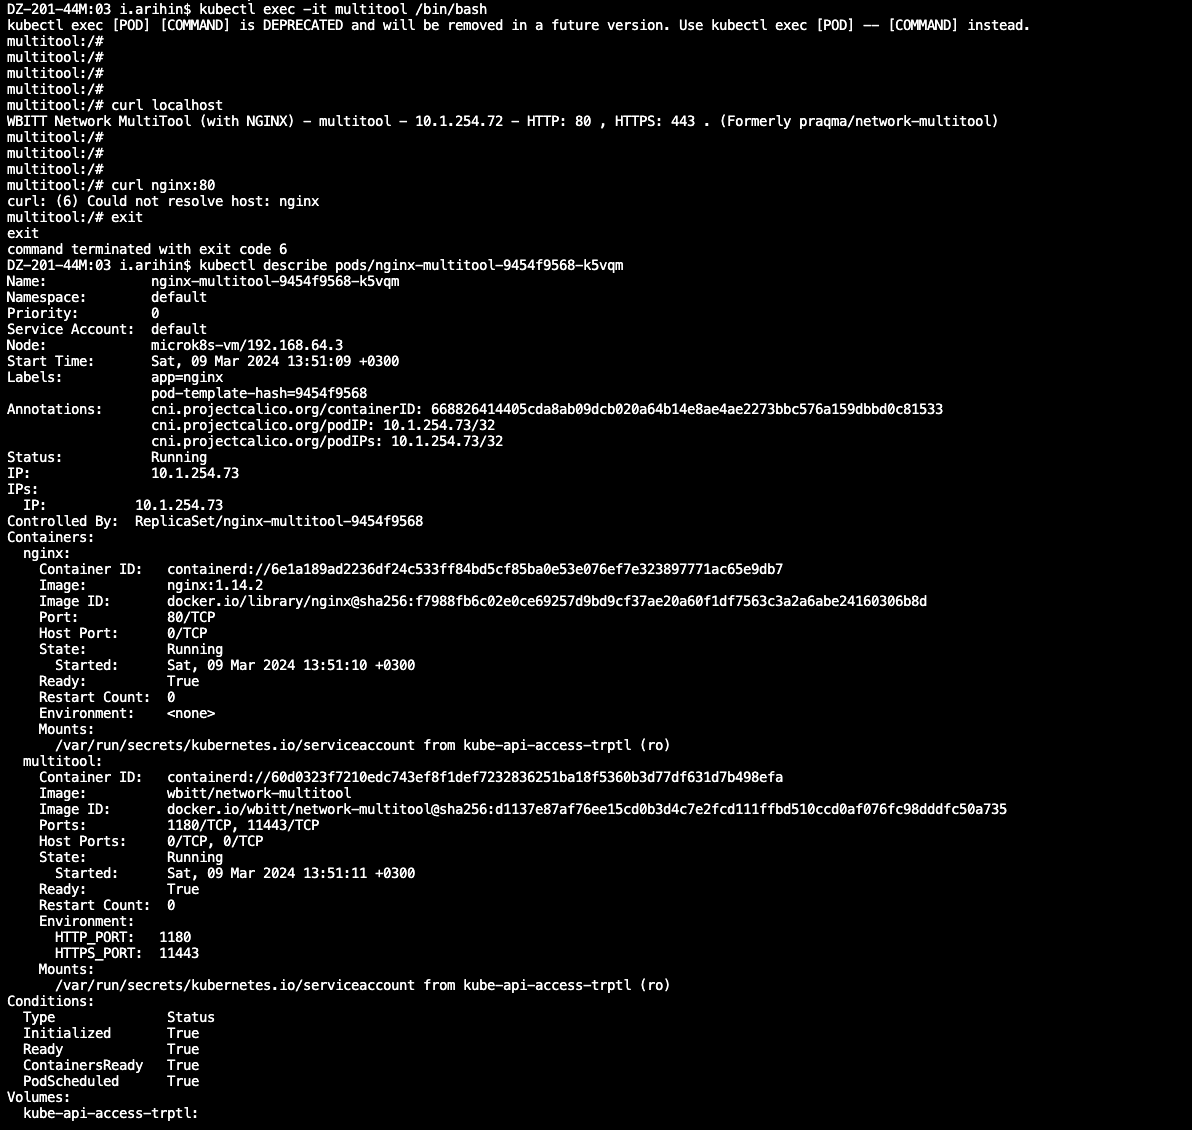 DZ-201-44M:03 i.arihin$ kubectl exec -it multitool /bin/bash
kubectl exec [POD] [COMMAND] is DEPRECATED and will be removed in a future version. Use kubectl exec [POD] -- [COMMAND] instead.
multitool:/#
multitool:/#
multitool:/#
multitool:/#
multitool:/# curl localhost
WBITT Network MultiTool (with NGINX) - multitool - 10.1.254.72 - HTTP: 80 , HTTPS: 443 . (Formerly praqma/network-multitool)
multitool:/#
multitool:/#
multitool:/#
multitool:/# curl nginx:80
curl: (6) Could not resolve host: nginx
multitool:/# exit
exit
command terminated with exit code 6
DZ-201-44M:03 i.arihin$ kubectl describe pods/nginx-multitool-9454f9568-k5vqm
Name:             nginx-multitool-9454f9568-k5vqm
Namespace:        default
Priority:         0
Service Account:  default
Node:             microk8s-vm/192.168.64.3
Start Time:       Sat, 09 Mar 2024 13:51:09 +0300
Labels:           app=nginx
                  pod-template-hash=9454f9568
Annotations:      cni.projectcalico.org/containerID: 668826414405cda8ab09dcb020a64b14e8ae4ae2273bbc576a159dbbd0c81533
                  cni.projectcalico.org/podIP: 10.1.254.73/32
                  cni.projectcalico.org/podIPs: 10.1.254.73/32
Status:           Running
IP:               10.1.254.73
IPs:
  IP:           10.1.254.73
Controlled By:  ReplicaSet/nginx-multitool-9454f9568
Containers:
  nginx:
    Container ID:   containerd://6e1a189ad2236df24c533ff84bd5cf85ba0e53e076ef7e323897771ac65e9db7
    Image:          nginx:1.14.2
    Image ID:       docker.io/library/nginx@sha256:f7988fb6c02e0ce69257d9bd9cf37ae20a60f1df7563c3a2a6abe24160306b8d
    Port:           80/TCP
    Host Port:      0/TCP
    State:          Running
      Started:      Sat, 09 Mar 2024 13:51:10 +0300
    Ready:          True
    Restart Count:  0
    Environment:    <none>
    Mounts:
      /var/run/secrets/kubernetes.io/serviceaccount from kube-api-access-trptl (ro)
  multitool:
    Container ID:   containerd://60d0323f7210edc743ef8f1def7232836251ba18f5360b3d77df631d7b498efa
    Image:          wbitt/network-multitool
    Image ID:       docker.io/wbitt/network-multitool@sha256:d1137e87af76ee15cd0b3d4c7e2fcd111ffbd510ccd0af076fc98dddfc50a735
    Ports:          1180/TCP, 11443/TCP
    Host Ports:     0/TCP, 0/TCP
    State:          Running
      Started:      Sat, 09 Mar 2024 13:51:11 +0300
    Ready:          True
    Restart Count:  0
    Environment:
      HTTP_PORT:   1180
      HTTPS_PORT:  11443
    Mounts:
      /var/run/secrets/kubernetes.io/serviceaccount from kube-api-access-trptl (ro)
Conditions:
  Type              Status
  Initialized       True
  Ready             True
  ContainersReady   True
  PodScheduled      True
Volumes:
  kube-api-access-trptl: